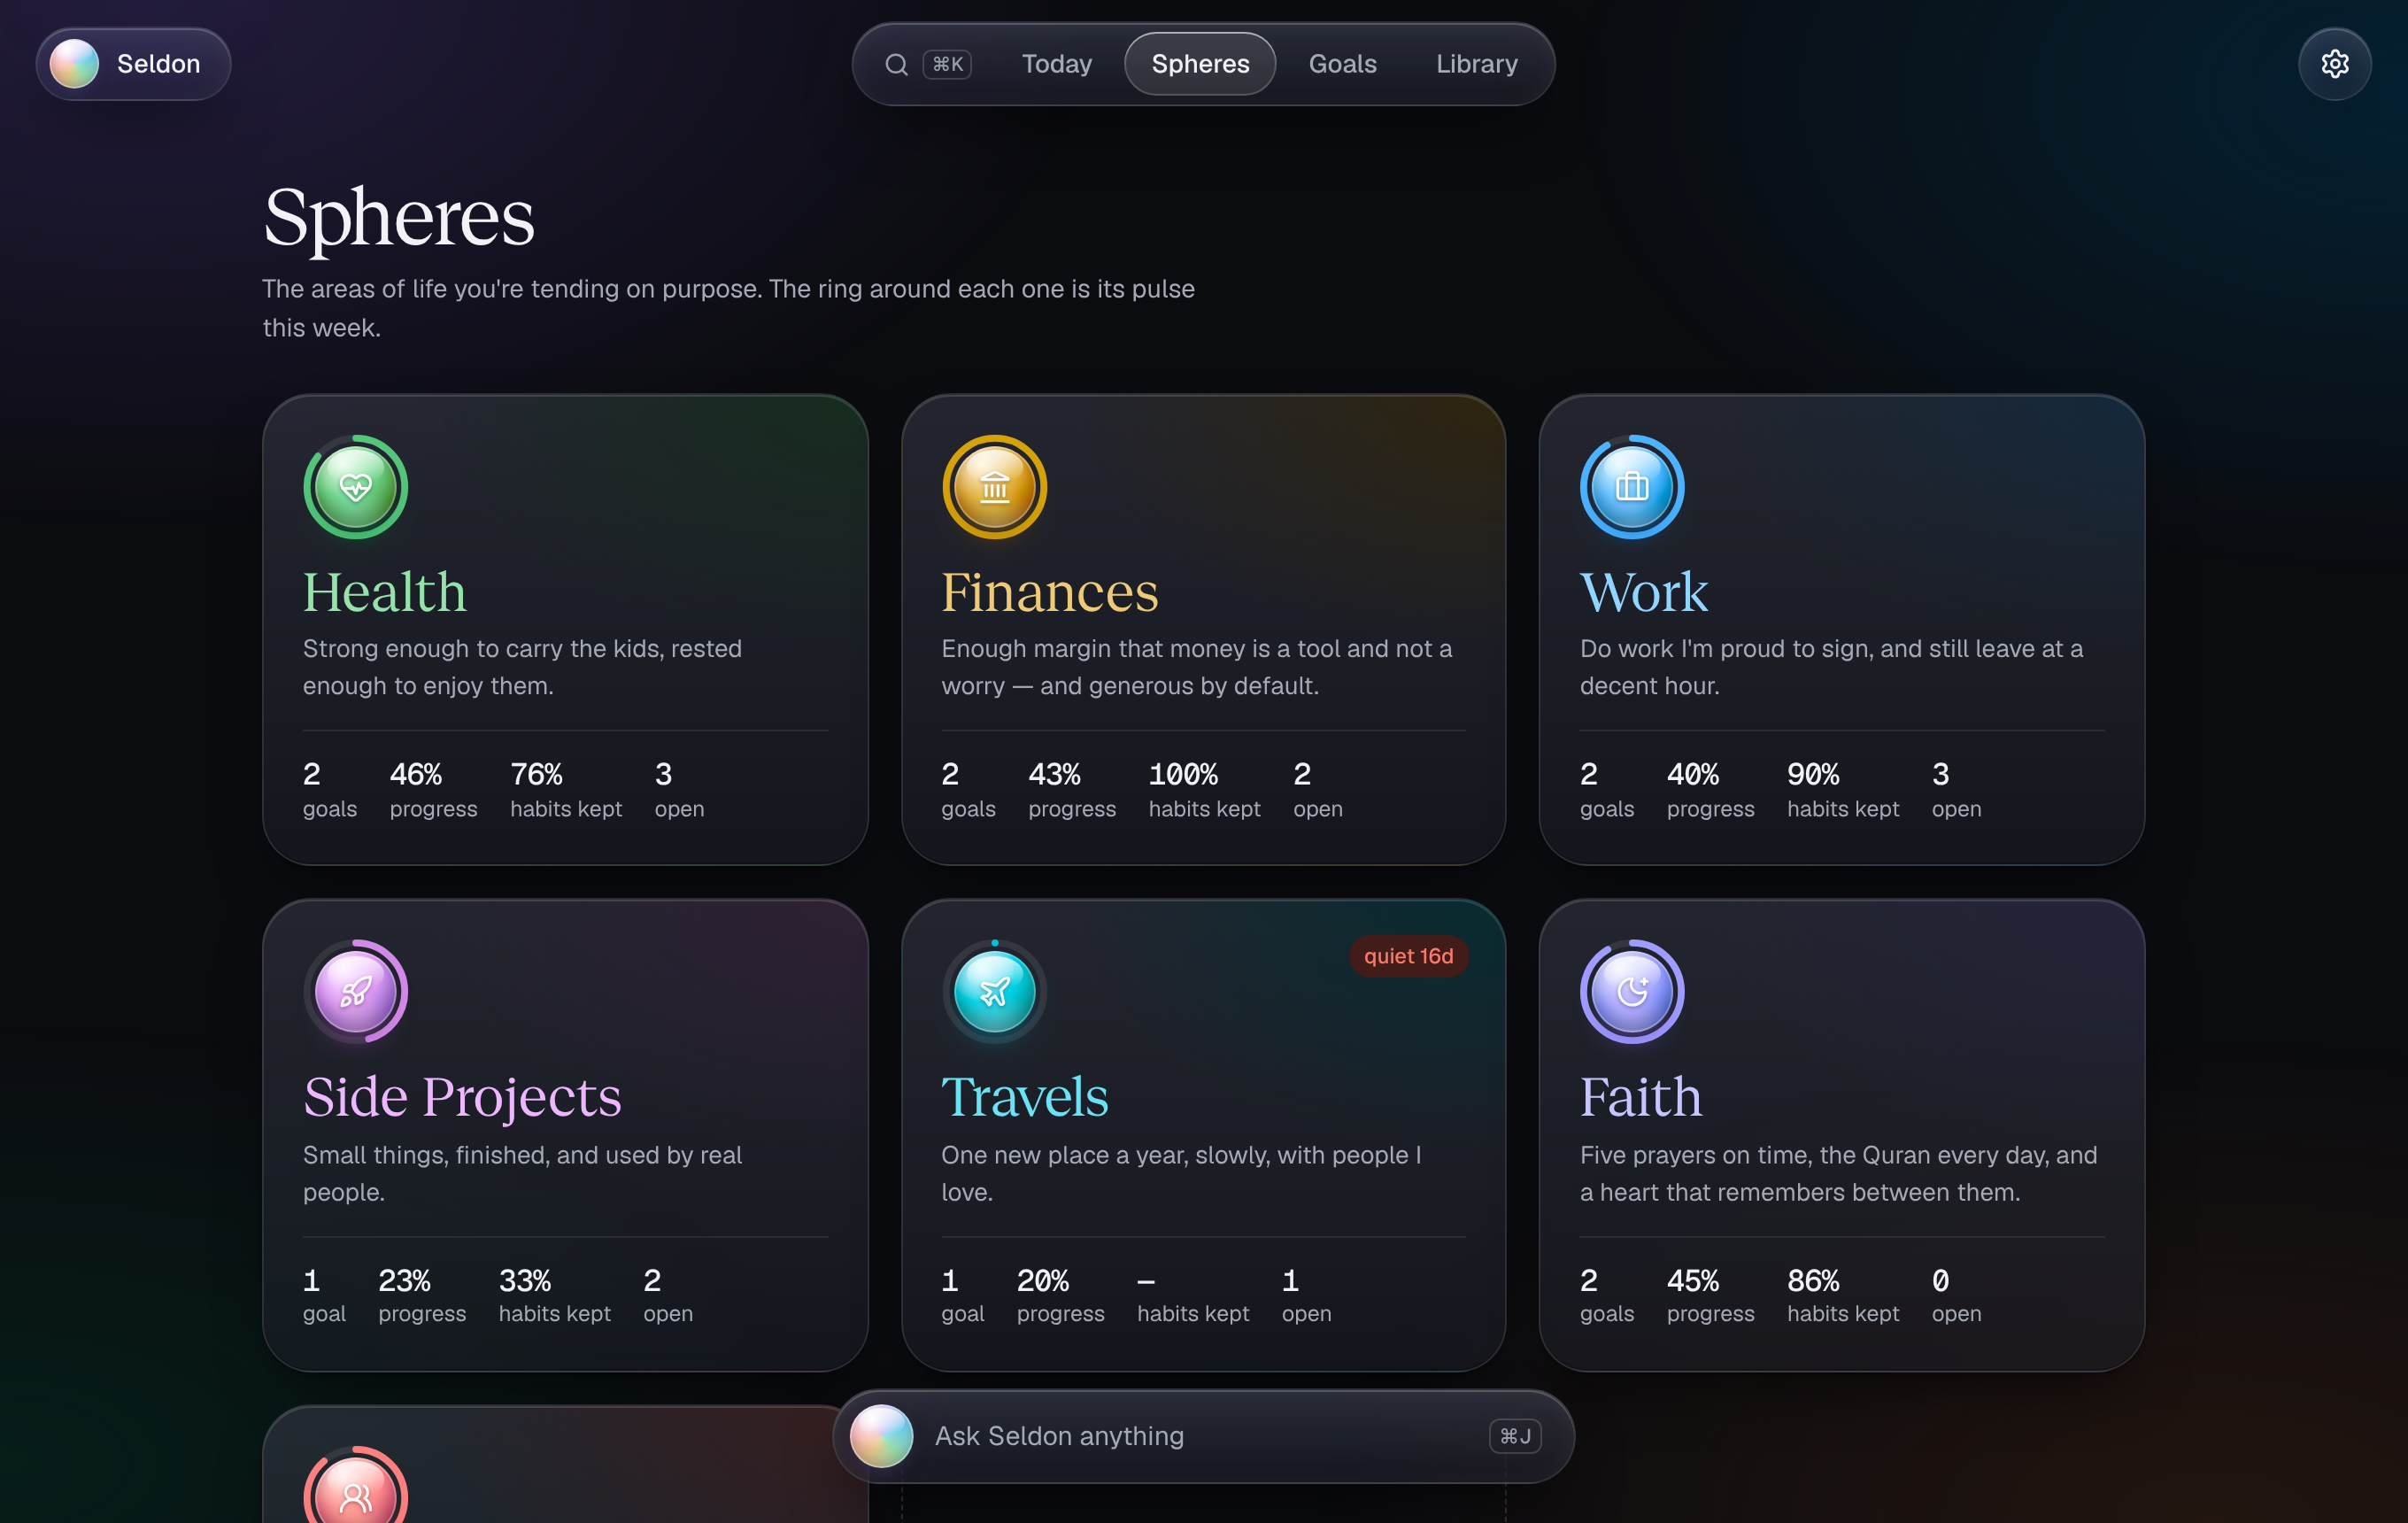 Seldon
⌘K Today Spheres Goals Library
Spheres
The areas of life you're tending on purpose. The ring around each one is its pulse
this week.
Health
Strong enough to carry the kids, rested
enough to enjoy them.
2 46% 76% 3
goals progress habits kept open
Finances
Enough margin that money is a tool and not a
worry — and generous by default.
2 43% 100% 2
goals progress habits kept open
Work
Do work I'm proud to sign, and still leave at a
decent hour.
2 40% 90% 3
goals progress habits kept open
Side Projects
Small things, finished, and used by real
people.
1 23% 33% 2
goal progress habits kept open
quiet 16d
Travels
One new place a year, slowly, with people I
love.
1 20% – 1
goal progress habits kept open
Faith
Five prayers on time, the Quran every day, and
a heart that remembers between them.
2 45% 86% 0
goals progress habits kept open
Ask Seldon anything ⌘J